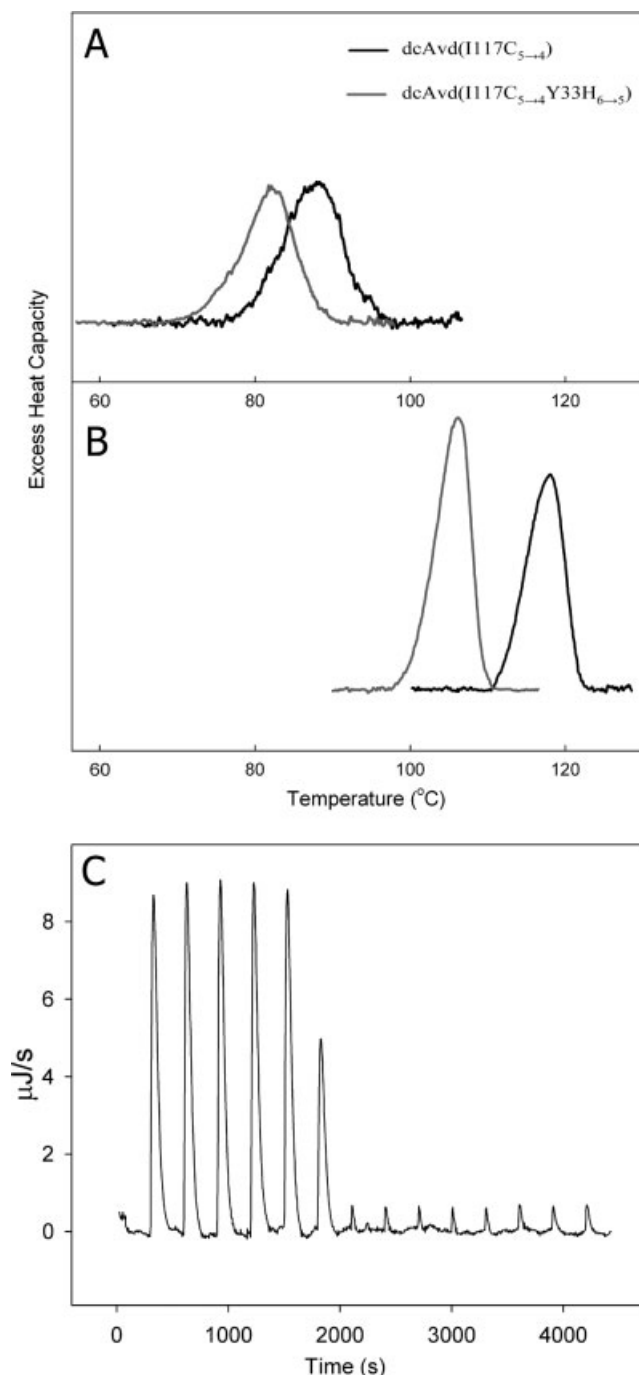 A
dcAvd(I117C5→4)
dcAvd(I117C5→4Y33H6→5)
60 80 100 120
Excess Heat Capacity
B
60 80 100 120
Temperature (°C)
C
8
6
4
2
0
µJ/s
0 1000 2000 3000 4000
Time (s)